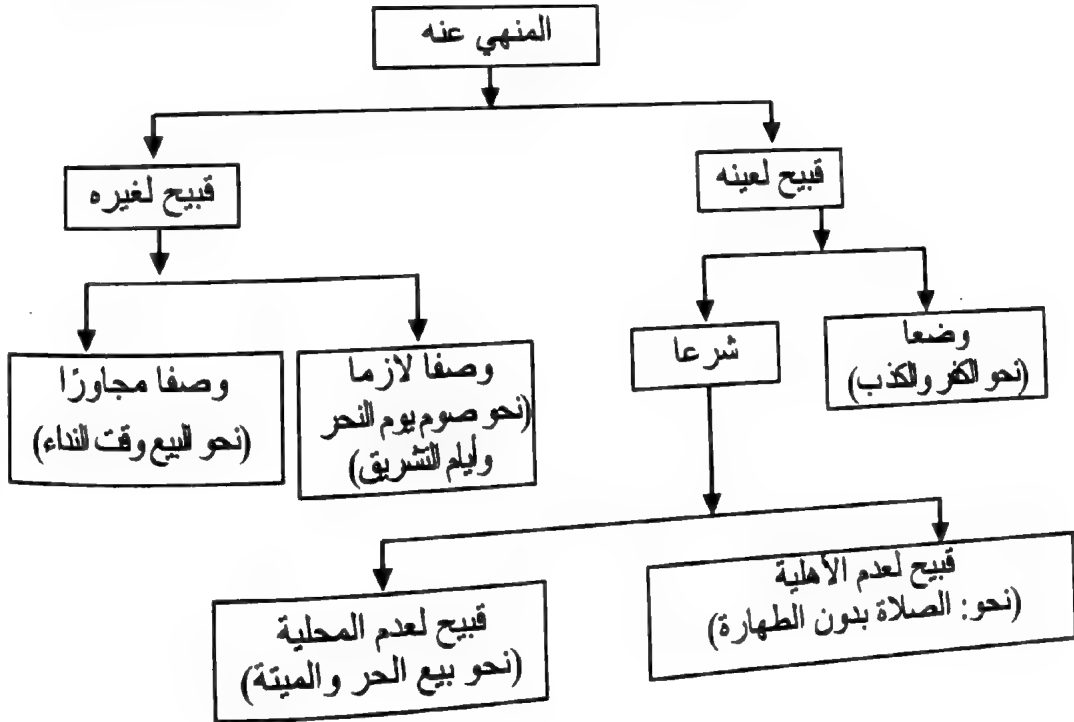 المنهي عنه
قبيح لعينه
قبيح لغيره
وضعا
(نحو الكفر والكذب)
شرعا
وصفا لازما
(نحو صوم يوم النحر
وأيام التشريق)
وصفا مجاورًا
(نحو البيع وقت النداء)
قبيح لعدم الأهلية
(نحو: الصلاة بدون الطهارة)
قبيح لعدم المحلية
(نحو بيع الحر والميتة)